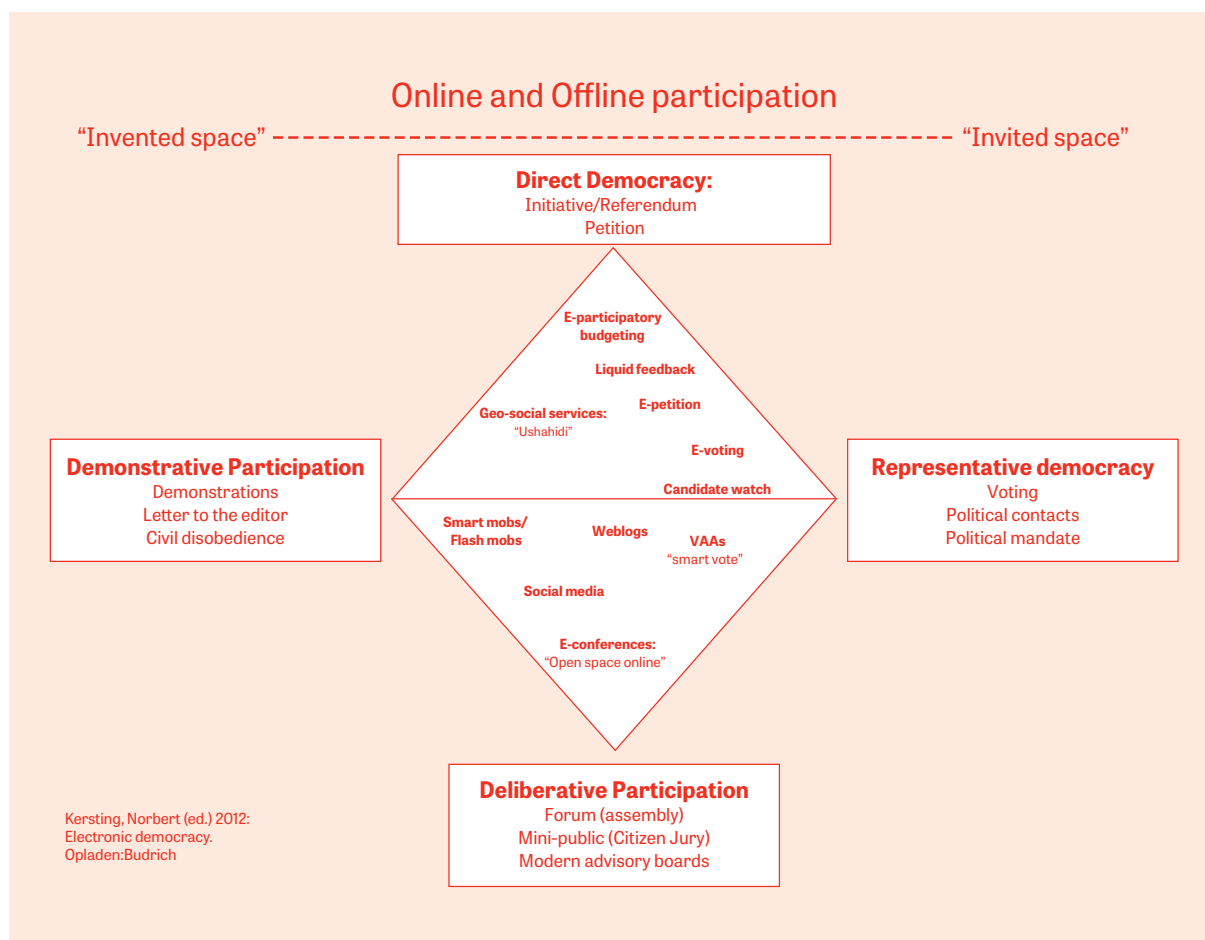 Online and Offline participation
“Invented space”
“Invited space”
Direct Democracy:
Initiative/Referendum
Petition
E-participatory
budgeting
Liquid feedback
E-petition
Geo-social services:
“Ushahidi”
E-voting
Candidate watch
Demonstrative Participation
Demonstrations
Letter to the editor
Civil disobedience
Representative democracy
Voting
Political contacts
Political mandate
Smart mobs/
Flash mobs
Weblogs
VAAs
“smart vote”
Social media
E-conferences:
“Open space online”
Deliberative Participation
Forum (assembly)
Mini-public (Citizen Jury)
Modern advisory boards
Kersting, Norbert (ed.) 2012:
Electronic democracy.
Opladen:Budrich